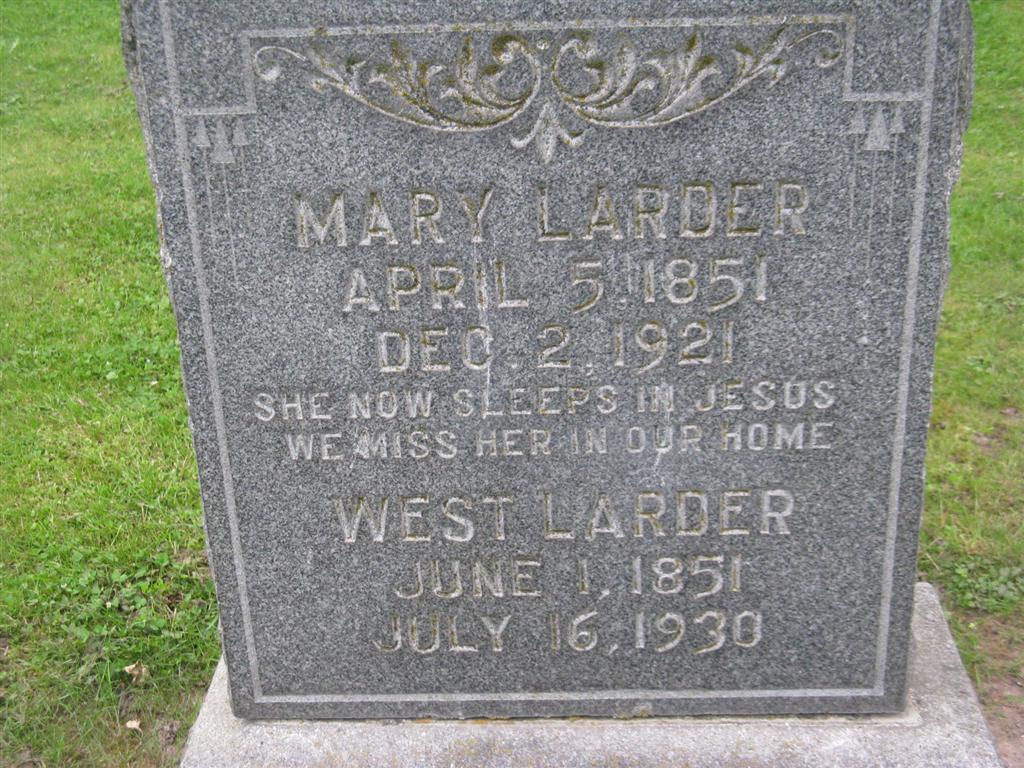 MARY LARDER
APRIL 5, 1851
DEC. 2, 1921
SHE NOW SLEEPS IN JESUS
WE MISS HER IN OUR HOME
WEST LARDER
JUNE 1, 1851
JULY 16, 1930